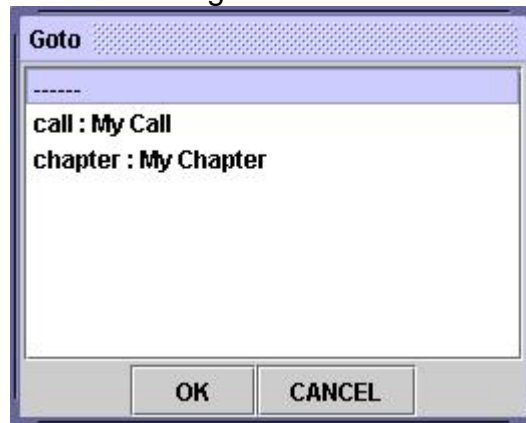 Goto
------
call : My Call
chapter : My Chapter
OK
CANCEL